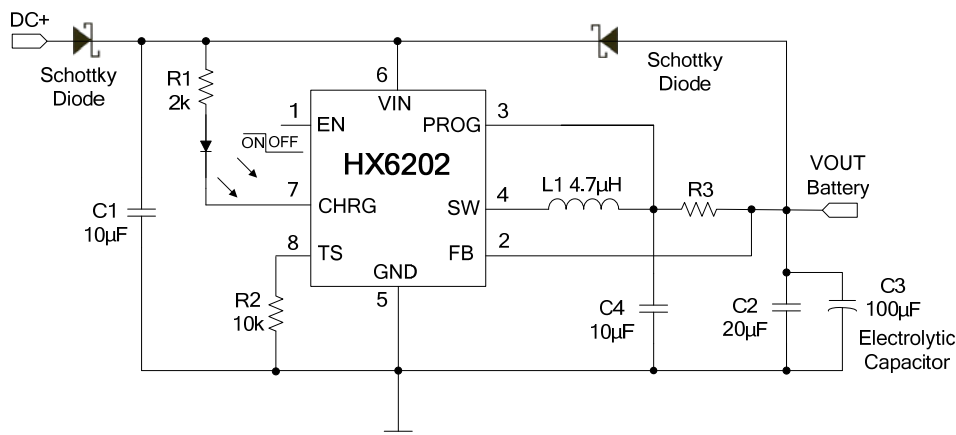 DC+
Schottky
Diode
R1
2k
6
VIN
Schottky
Diode
1
EN
ON OFF
PROG
3
HX6202
7
CHRG
SW
4
L1 4.7μH
R3
VOUT
Battery
C1
10μF
8
TS
FB
2
GND
5
R2
10k
C4
10μF
C2
20μF
C3
100μF
Electrolytic
Capacitor